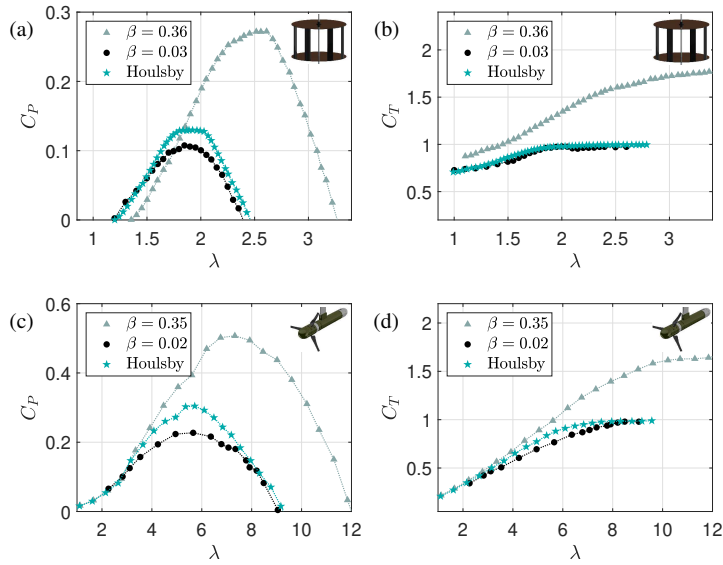 (a)
0.3
0.2
0.1
0
C_P
β = 0.36
β = 0.03
Houlsby
1 1.5 2 2.5 3
λ
(b)
2
1.5
1
0.5
C_T
β = 0.36
β = 0.03
Houlsby
1 1.5 2 2.5 3
λ
(c)
0.6
0.4
0.2
0
C_P
β = 0.35
β = 0.02
Houlsby
2 4 6 8 10 12
λ
(d)
2
1.5
1
0.5
C_T
β = 0.35
β = 0.02
Houlsby
2 4 6 8 10 12
λ